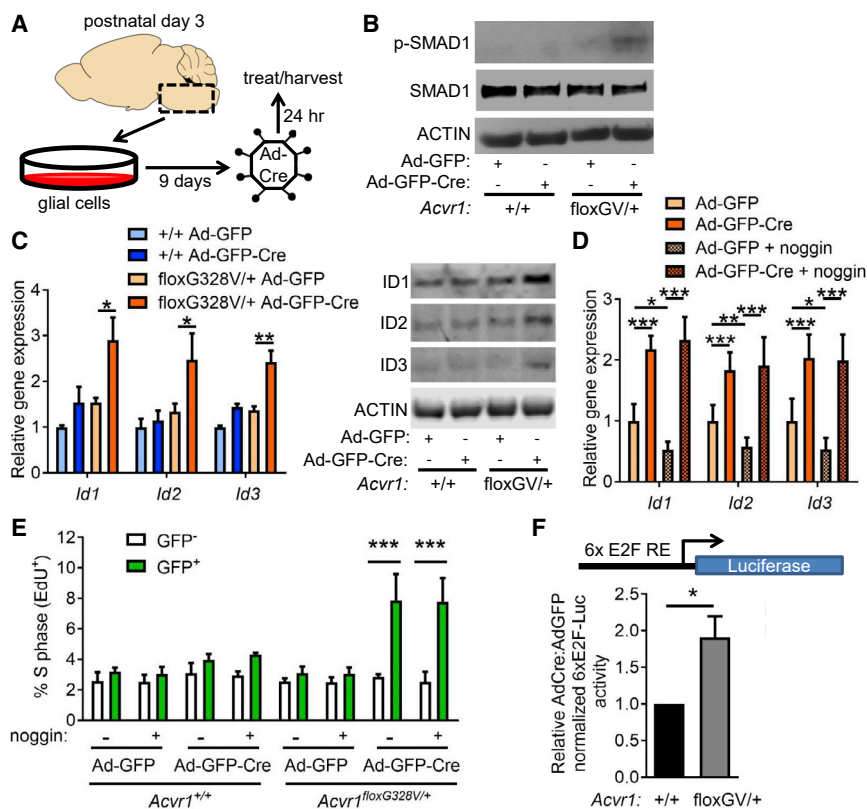 A
postnatal day 3
treat/harvest
24 hr
Ad-
Cre
9 days
glial cells
B
p-SMAD1
SMAD1
ACTIN
Ad-GFP: + - + -
Ad-GFP-Cre: - + - +
Acvr1: +/+ floxGV/+
C
+/+ Ad-GFP
+/+ Ad-GFP-Cre
floxG328V/+ Ad-GFP
floxG328V/+ Ad-GFP-Cre
Relative gene expression
4
3
2
1
0
* * **
Id1 Id2 Id3
ID1
ID2
ID3
ACTIN
Ad-GFP: + - + -
Ad-GFP-Cre: - + - +
Acvr1: +/+ floxGV/+
D
Ad-GFP
Ad-GFP-Cre
Ad-GFP + noggin
Ad-GFP-Cre + noggin
Relative gene expression
3
2
1
0
* *** ***
** *** ***
* *** ***
Id1 Id2 Id3
E
GFP-
GFP+
% S phase (EdU+)
12
10
8
6
4
2
0
*** ***
noggin: - + - + - + - +
Ad-GFP Ad-GFP-Cre Ad-GFP Ad-GFP-Cre
Acvr1+/+ Acvr1floxG328V/+
F
6x E2F RE
Luciferase
Relative AdCre:AdGFP
normalized 6xE2F-Luc
activity
2.5
2.0
1.5
1.0
0.5
0.0
*
Acvr1: +/+ floxGV/+